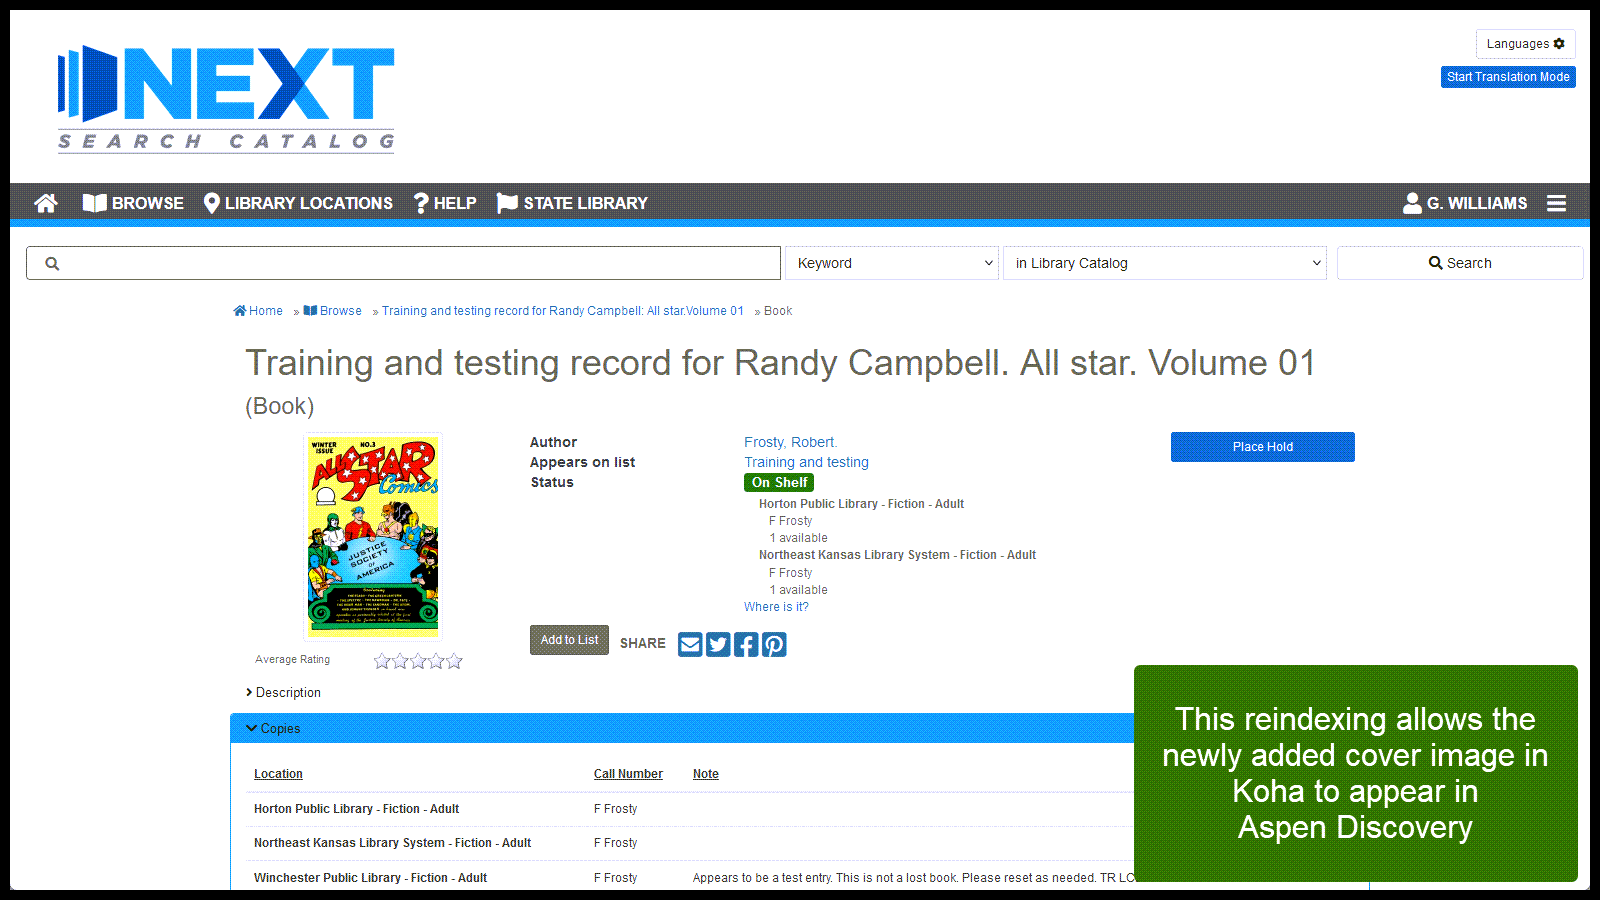 NEXT
SEARCH CATALOG
Languages
Start Translation Mode
BROWSE LIBRARY LOCATIONS HELP STATE LIBRARY G. WILLIAMS
Keyword in Library Catalog Search
Home » Browse » Training and testing record for Randy Campbell: All star.Volume 01 » Book
Training and testing record for Randy Campbell. All star. Volume 01
(Book)
WINTER ISSUE NO.3
ALL STAR
Comics
JUSTICE
SOCIETY
OF
AMERICA
Average Rating
Author Frosty, Robert.
Appears on list Training and testing
Status On Shelf
Horton Public Library - Fiction - Adult
F Frosty
1 available
Northeast Kansas Library System - Fiction - Adult
F Frosty
1 available
Where is it?
Place Hold
Add to List SHARE
Description
Copies
Location Call Number Note
Horton Public Library - Fiction - Adult F Frosty
Northeast Kansas Library System - Fiction - Adult F Frosty
Winchester Public Library - Fiction - Adult F Frosty Appears to be a test entry. This is not a lost book. Please reset as needed. TR LC
This reindexing allows the
newly added cover image in
Koha to appear in
Aspen Discovery